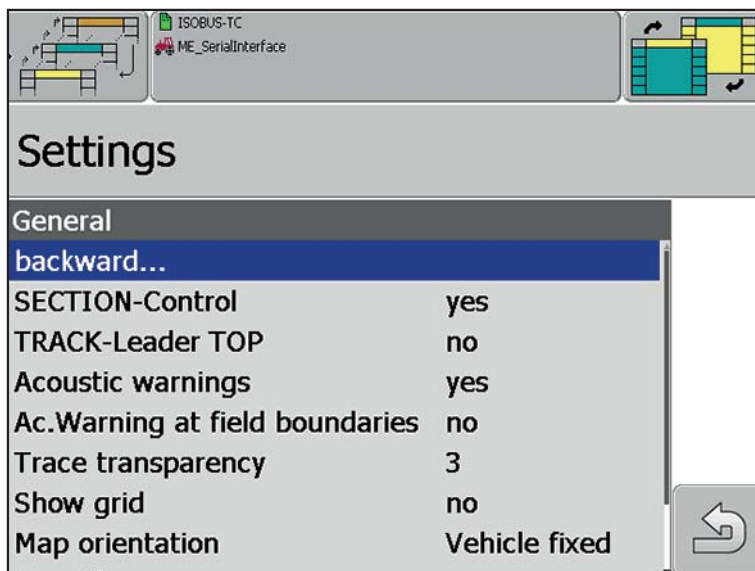 ISOBUS-TC
ME_SerialInterface
Settings
General
backward...
SECTION-Control yes
TRACK-Leader TOP no
Acoustic warnings yes
Ac.Warning at field boundaries no
Trace transparency 3
Show grid no
Map orientation Vehicle fixed